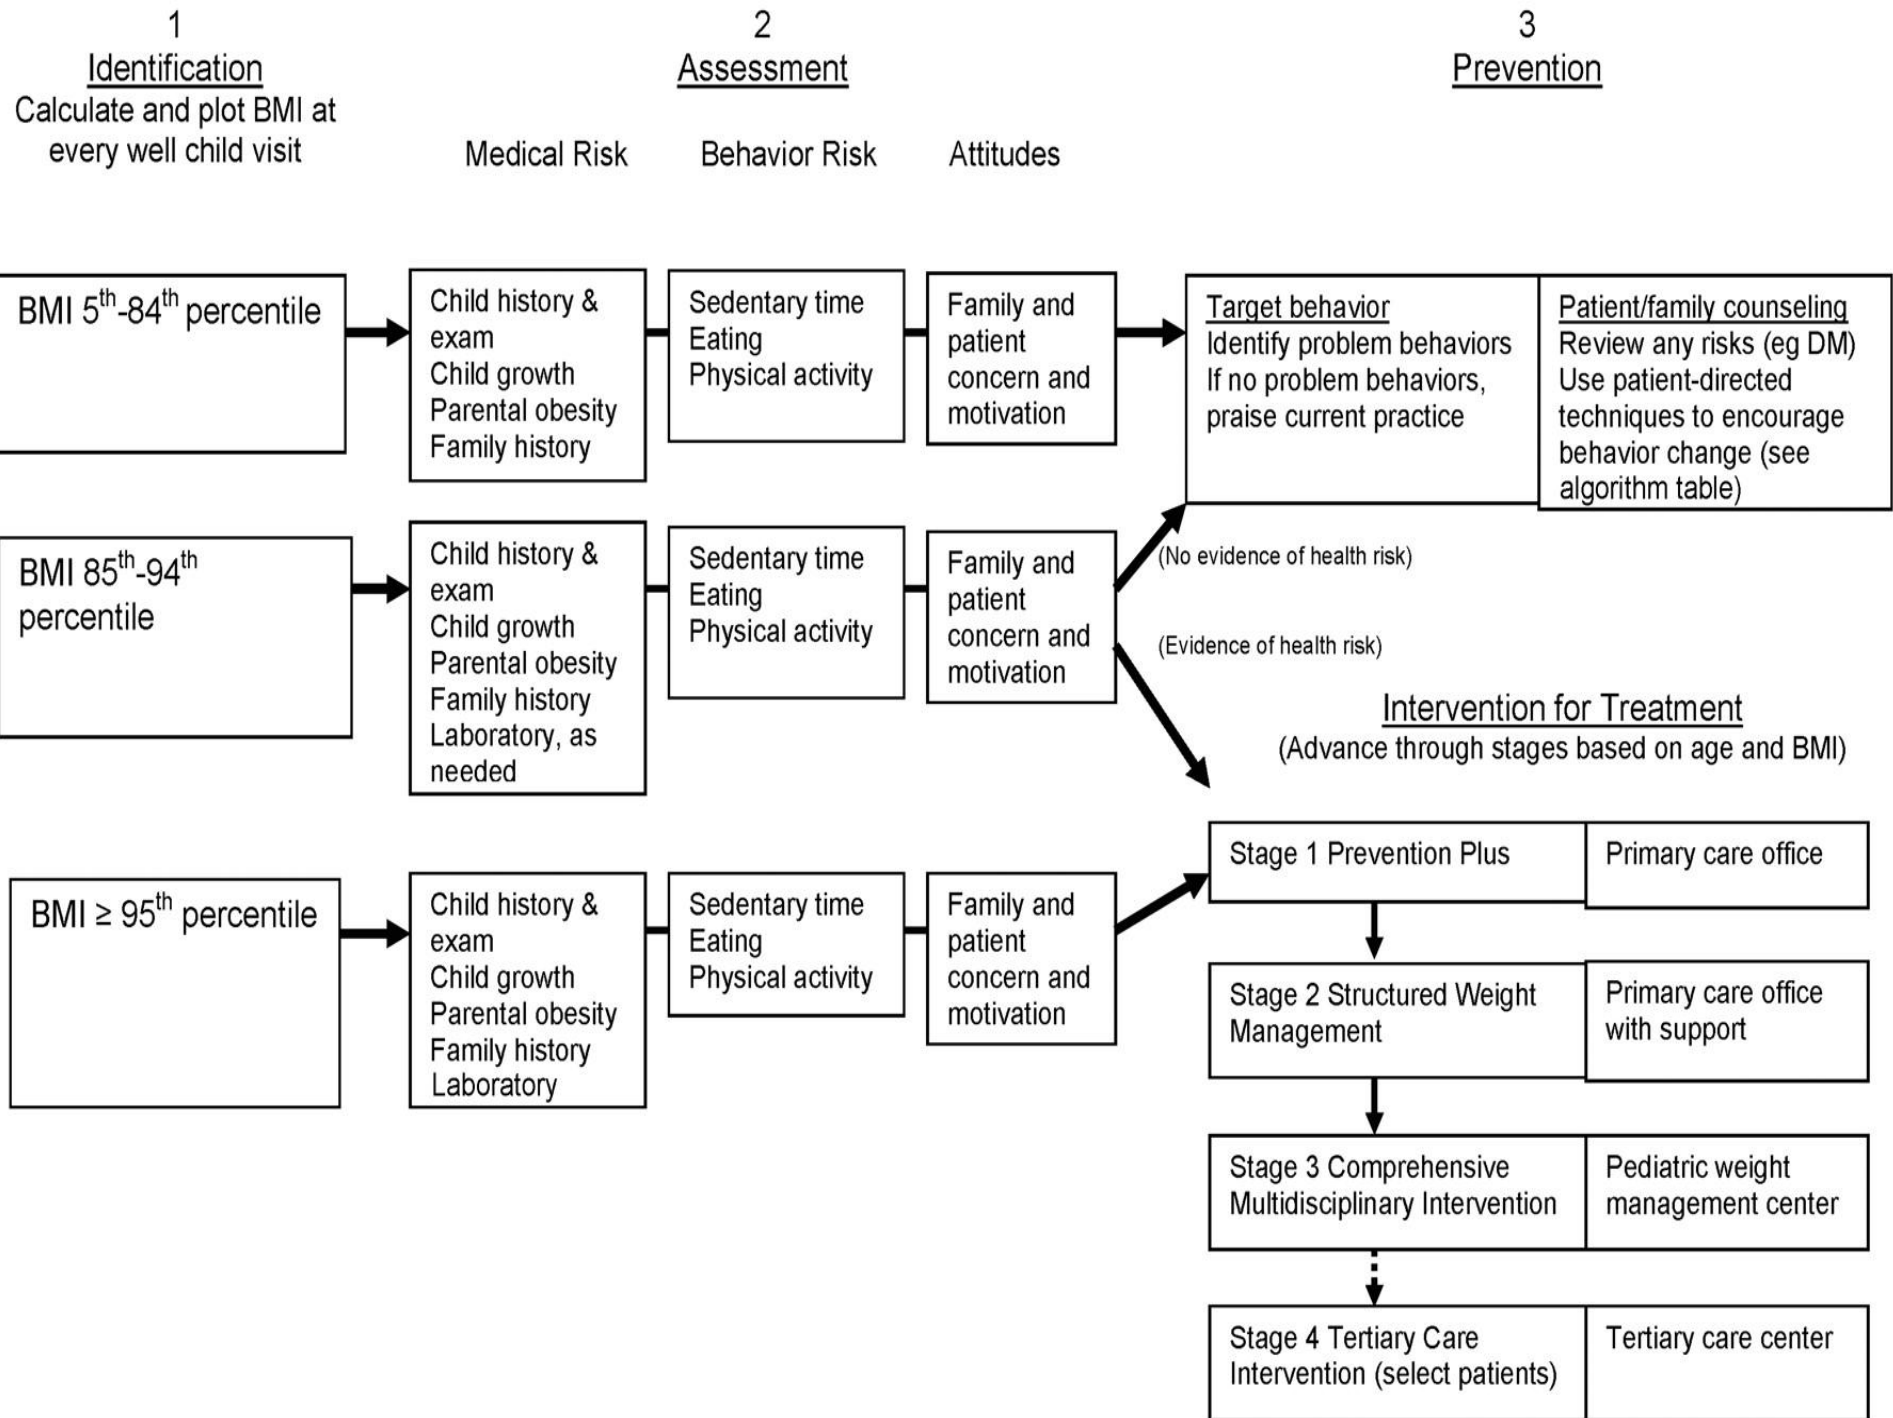 1
Identification
Calculate and plot BMI at
every well child visit
2
Assessment
Medical Risk
Behavior Risk
Attitudes
3
Prevention
BMI 5th-84th percentile
Child history &
exam
Child growth
Parental obesity
Family history
Sedentary time
Eating
Physical activity
Family and
patient
concern and
motivation
Target behavior
Identify problem behaviors
If no problem behaviors,
praise current practice
Patient/family counseling
Review any risks (eg DM)
Use patient-directed
techniques to encourage
behavior change (see
algorithm table)
BMI 85th-94th
percentile
Child history &
exam
Child growth
Parental obesity
Family history
Laboratory, as
needed
Sedentary time
Eating
Physical activity
Family and
patient
concern and
motivation
(No evidence of health risk)
(Evidence of health risk)
Intervention for Treatment
(Advance through stages based on age and BMI)
BMI ≥ 95th percentile
Child history &
exam
Child growth
Parental obesity
Family history
Laboratory
Sedentary time
Eating
Physical activity
Family and
patient
concern and
motivation
Stage 1 Prevention Plus
Primary care office
Stage 2 Structured Weight
Management
Primary care office
with support
Stage 3 Comprehensive
Multidisciplinary Intervention
Pediatric weight
management center
Stage 4 Tertiary Care
Intervention (select patients)
Tertiary care center